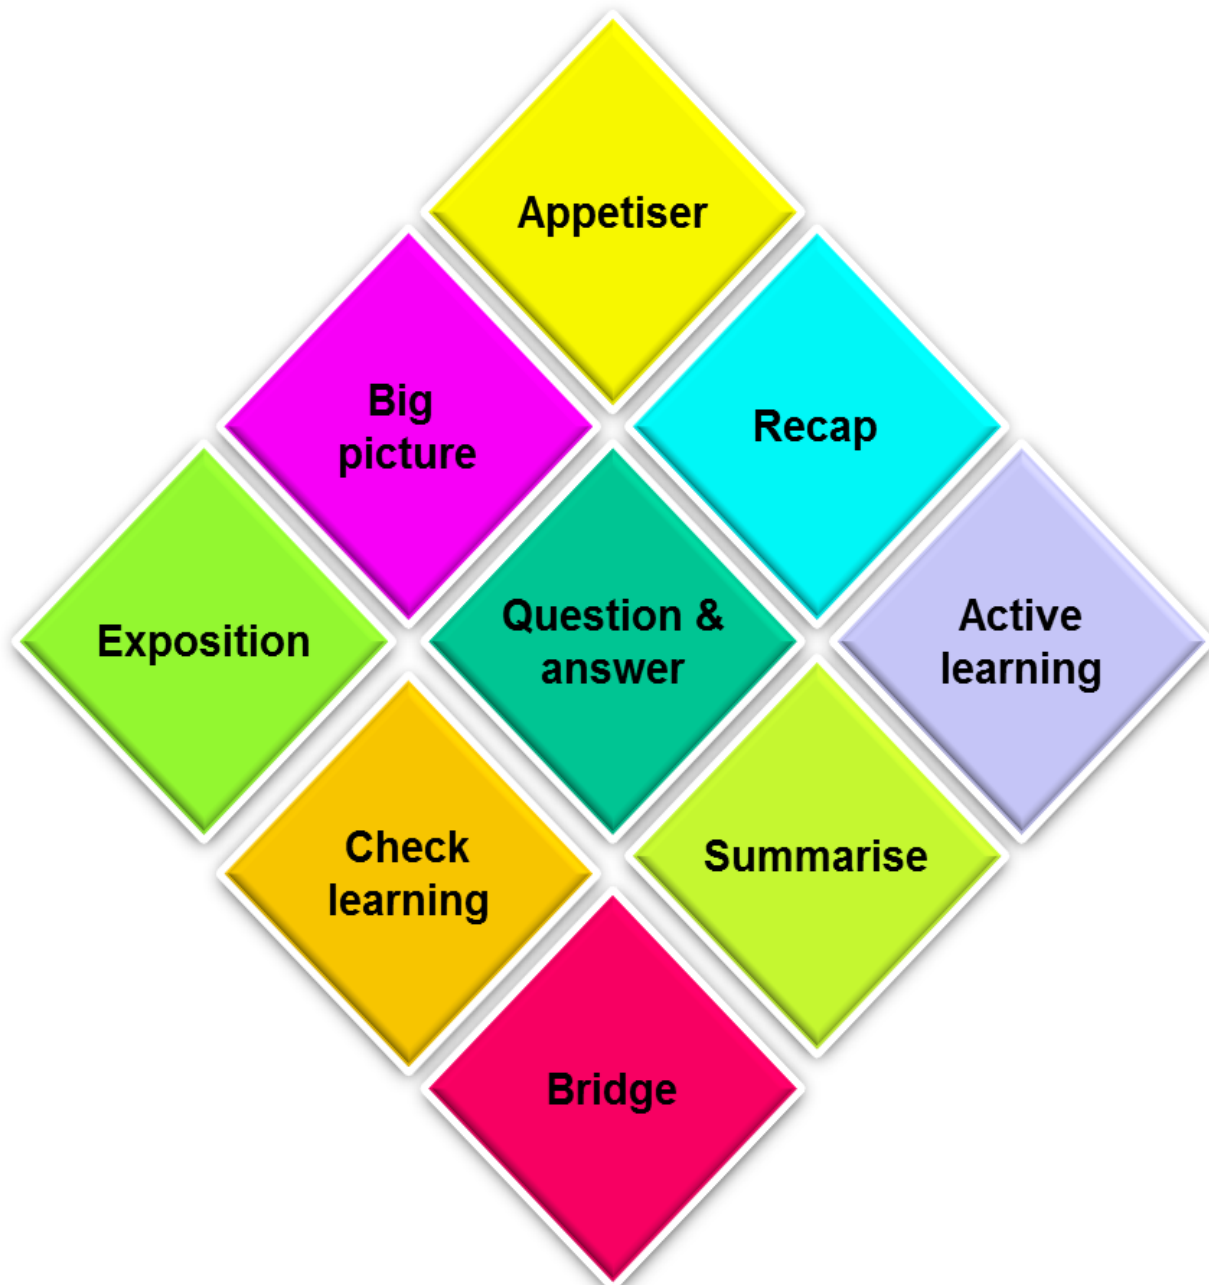 Appetiser
Big
picture
Recap
Exposition
Question &
answer
Active
learning
Check
learning
Summarise
Bridge